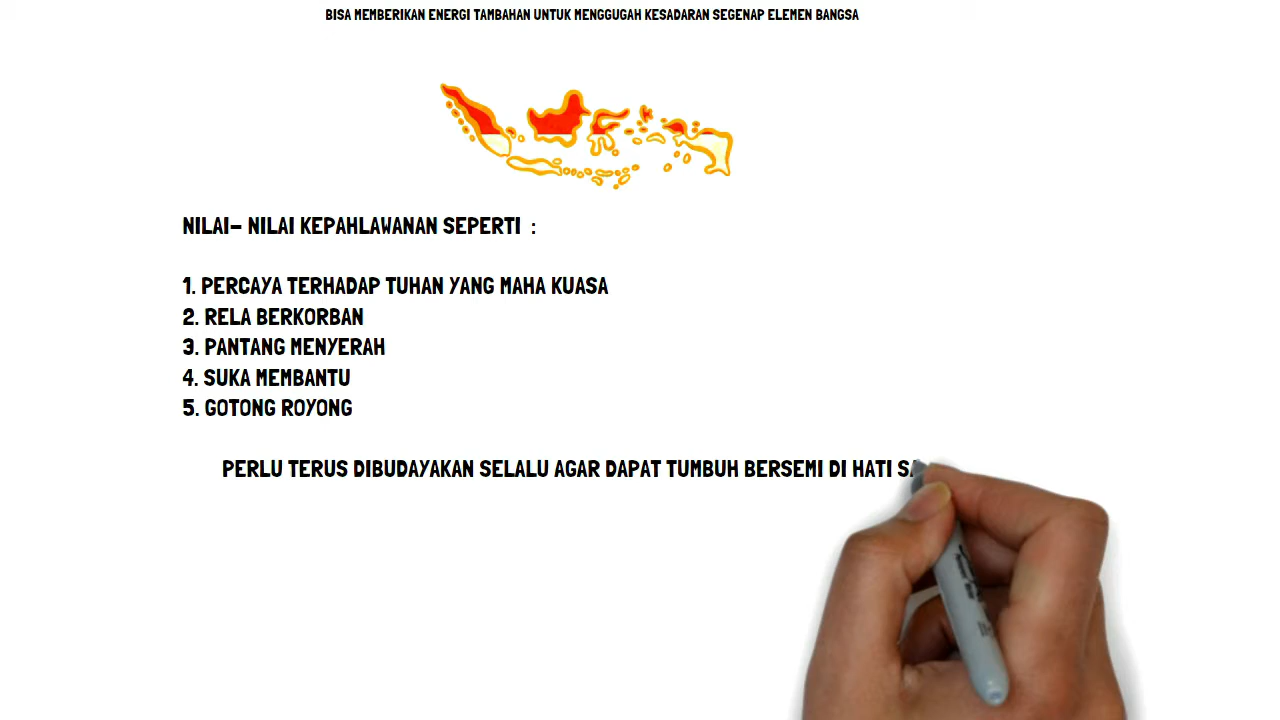 BISA MEMBERIKAN ENERGI TAMBAHAN UNTUK MENGGUGAH KESADARAN SEGENAP ELEMEN BANGSA
NILAI- NILAI KEPAHLAWANAN SEPERTI :
1. PERCAYA TERHADAP TUHAN YANG MAHA KUASA
2. RELA BERKORBAN
3. PANTANG MENYERAH
4. SUKA MEMBANTU
5. GOTONG ROYONG
PERLU TERUS DIBUDAYAKAN SELALU AGAR DAPAT TUMBUH BERSEMI DI HATI